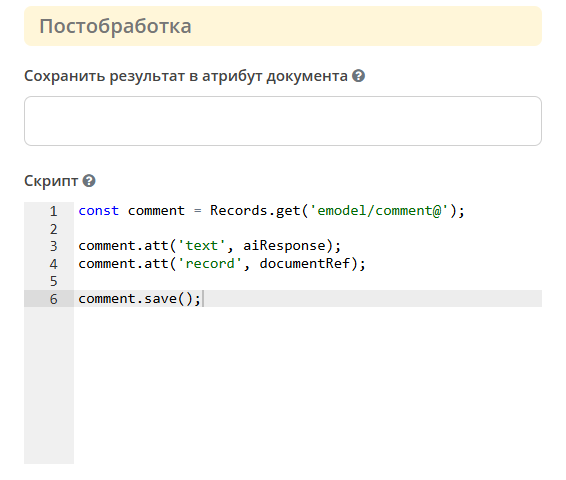 Постобработка
Сохранить результат в атрибут документа ?
Скрипт ?
1 const comment = Records.get('emodel/comment@');
2
3 comment.att('text', aiResponse);
4 comment.att('record', documentRef);
5
6 comment.save();